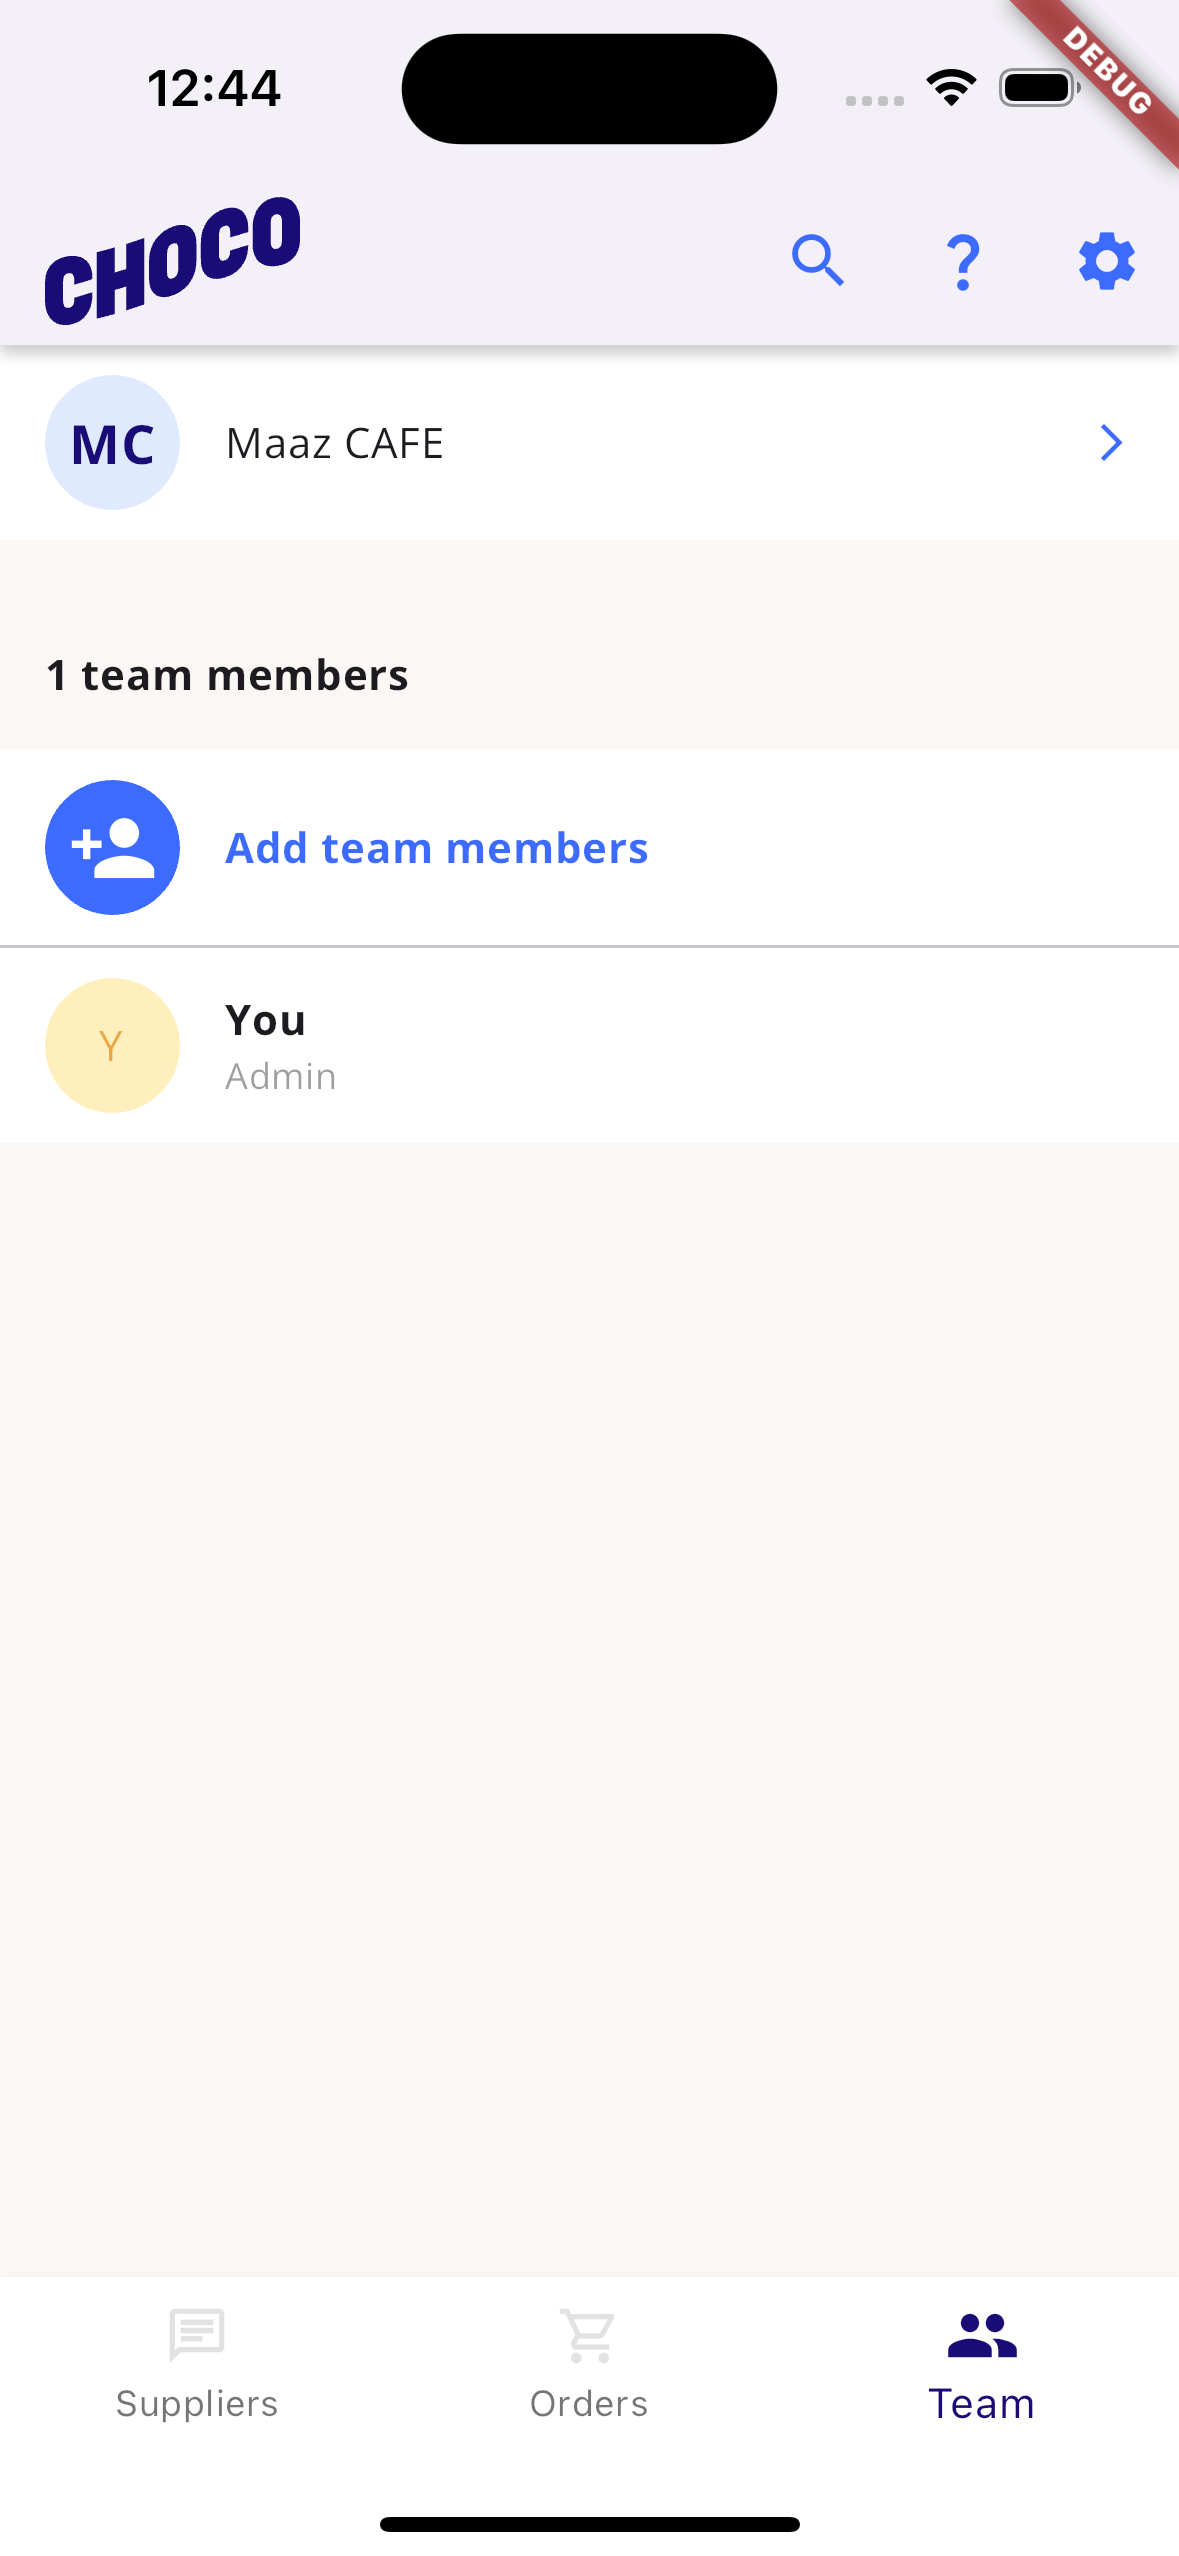 12:44
DEBUG
CHOCO
?
MC
Maaz CAFE
1 team members
Add team members
Y
You
Admin
Suppliers
Orders
Team